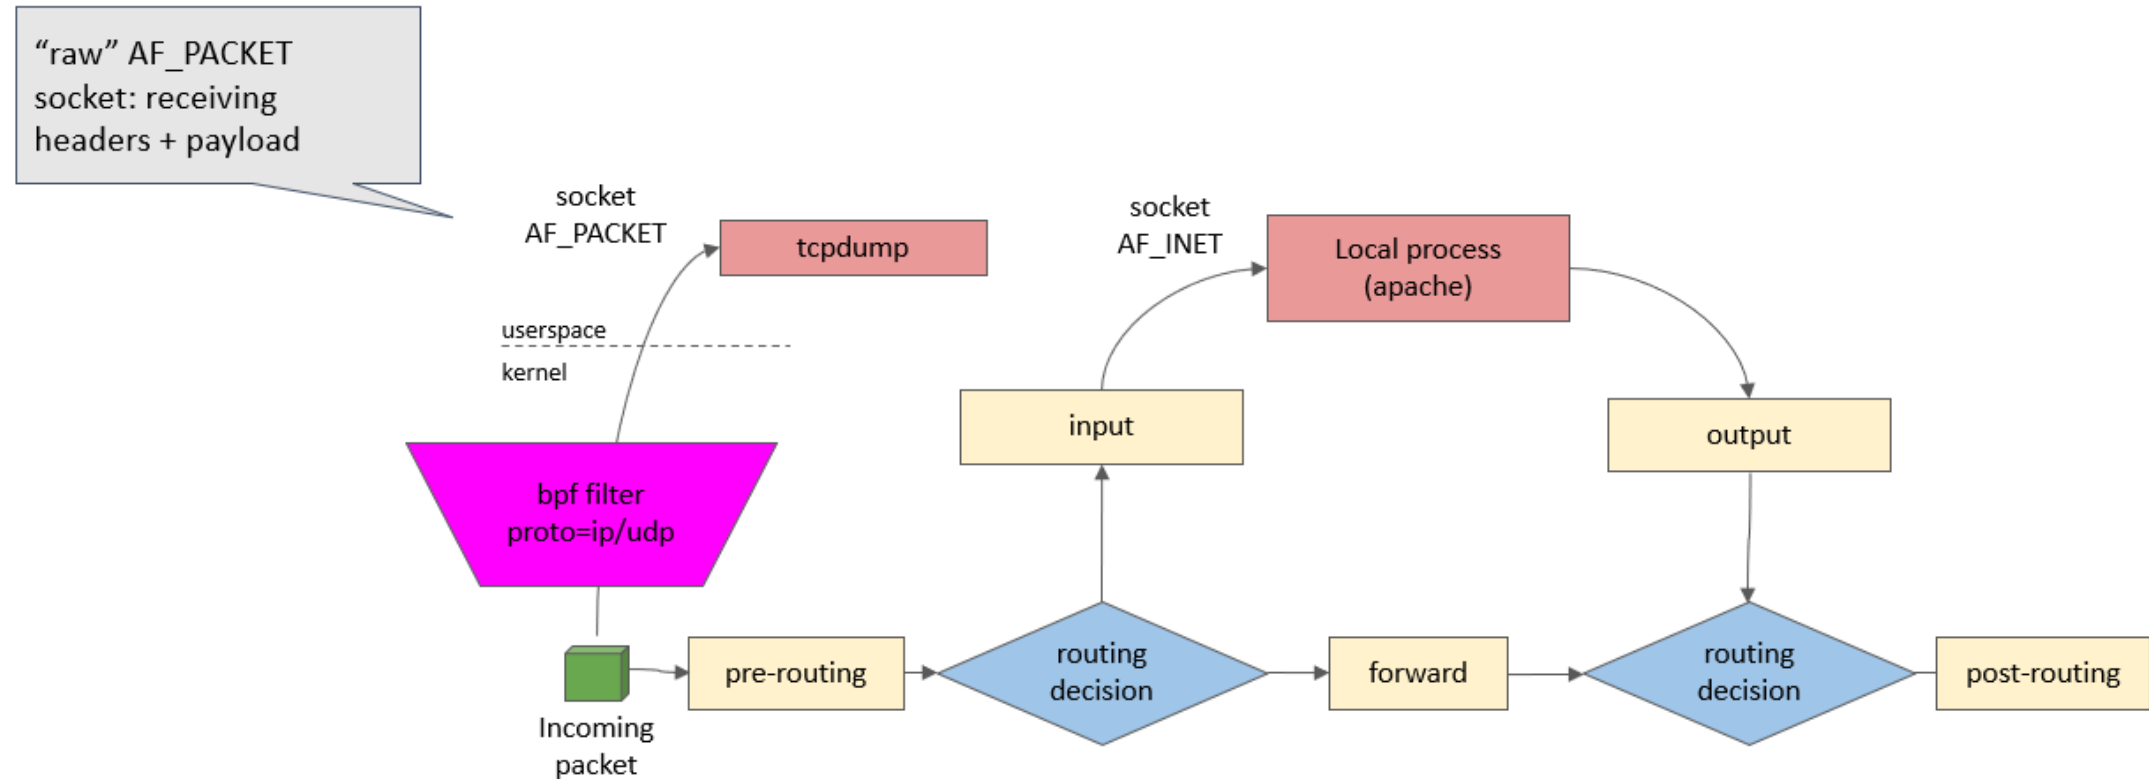 “raw” AF_PACKET
socket: receiving
headers + payload
socket
AF_PACKET
tcpdump
socket
AF_INET
Local process
(apache)
userspace
kernel
input
output
bpf filter
proto=ip/udp
pre-routing
routing
decision
forward
routing
decision
post-routing
Incoming
packet